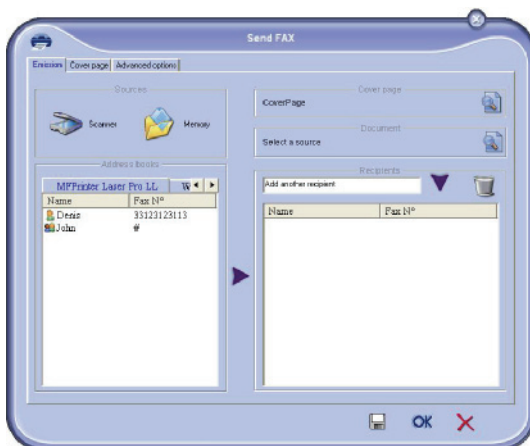 Send FAX
Emission Cover page Advanced options
Sources
Scanner Memory
Cover page
CoverPage
Document
Select a source
Address books
MFPrinter Laser Pro LL W
Name Fax N°
Denis 33123123113
John #
Recipients
Add another recipient
Name Fax N°
OK